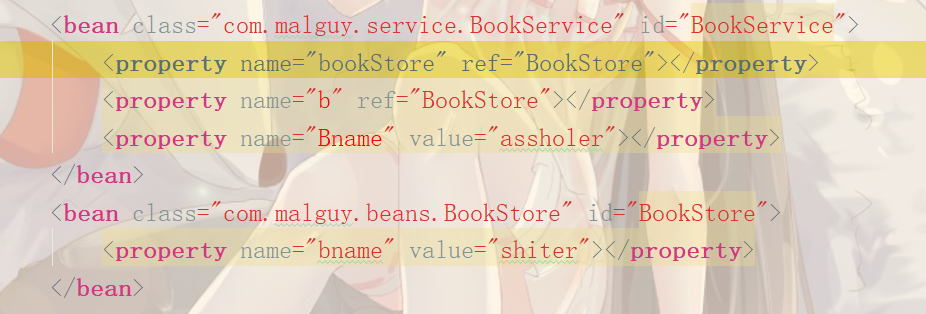 <bean class="com.malguy.service.BookService" id="BookService">
<property name="bookStore" ref="BookStore"></property>
<property name="b" ref="BookStore"></property>
<property name="Bname" value="assholer"></property>
</bean>
<bean class="com.malguy.beans.BookStore" id="BookStore">
<property name="bname" value="shiter"></property>
</bean>